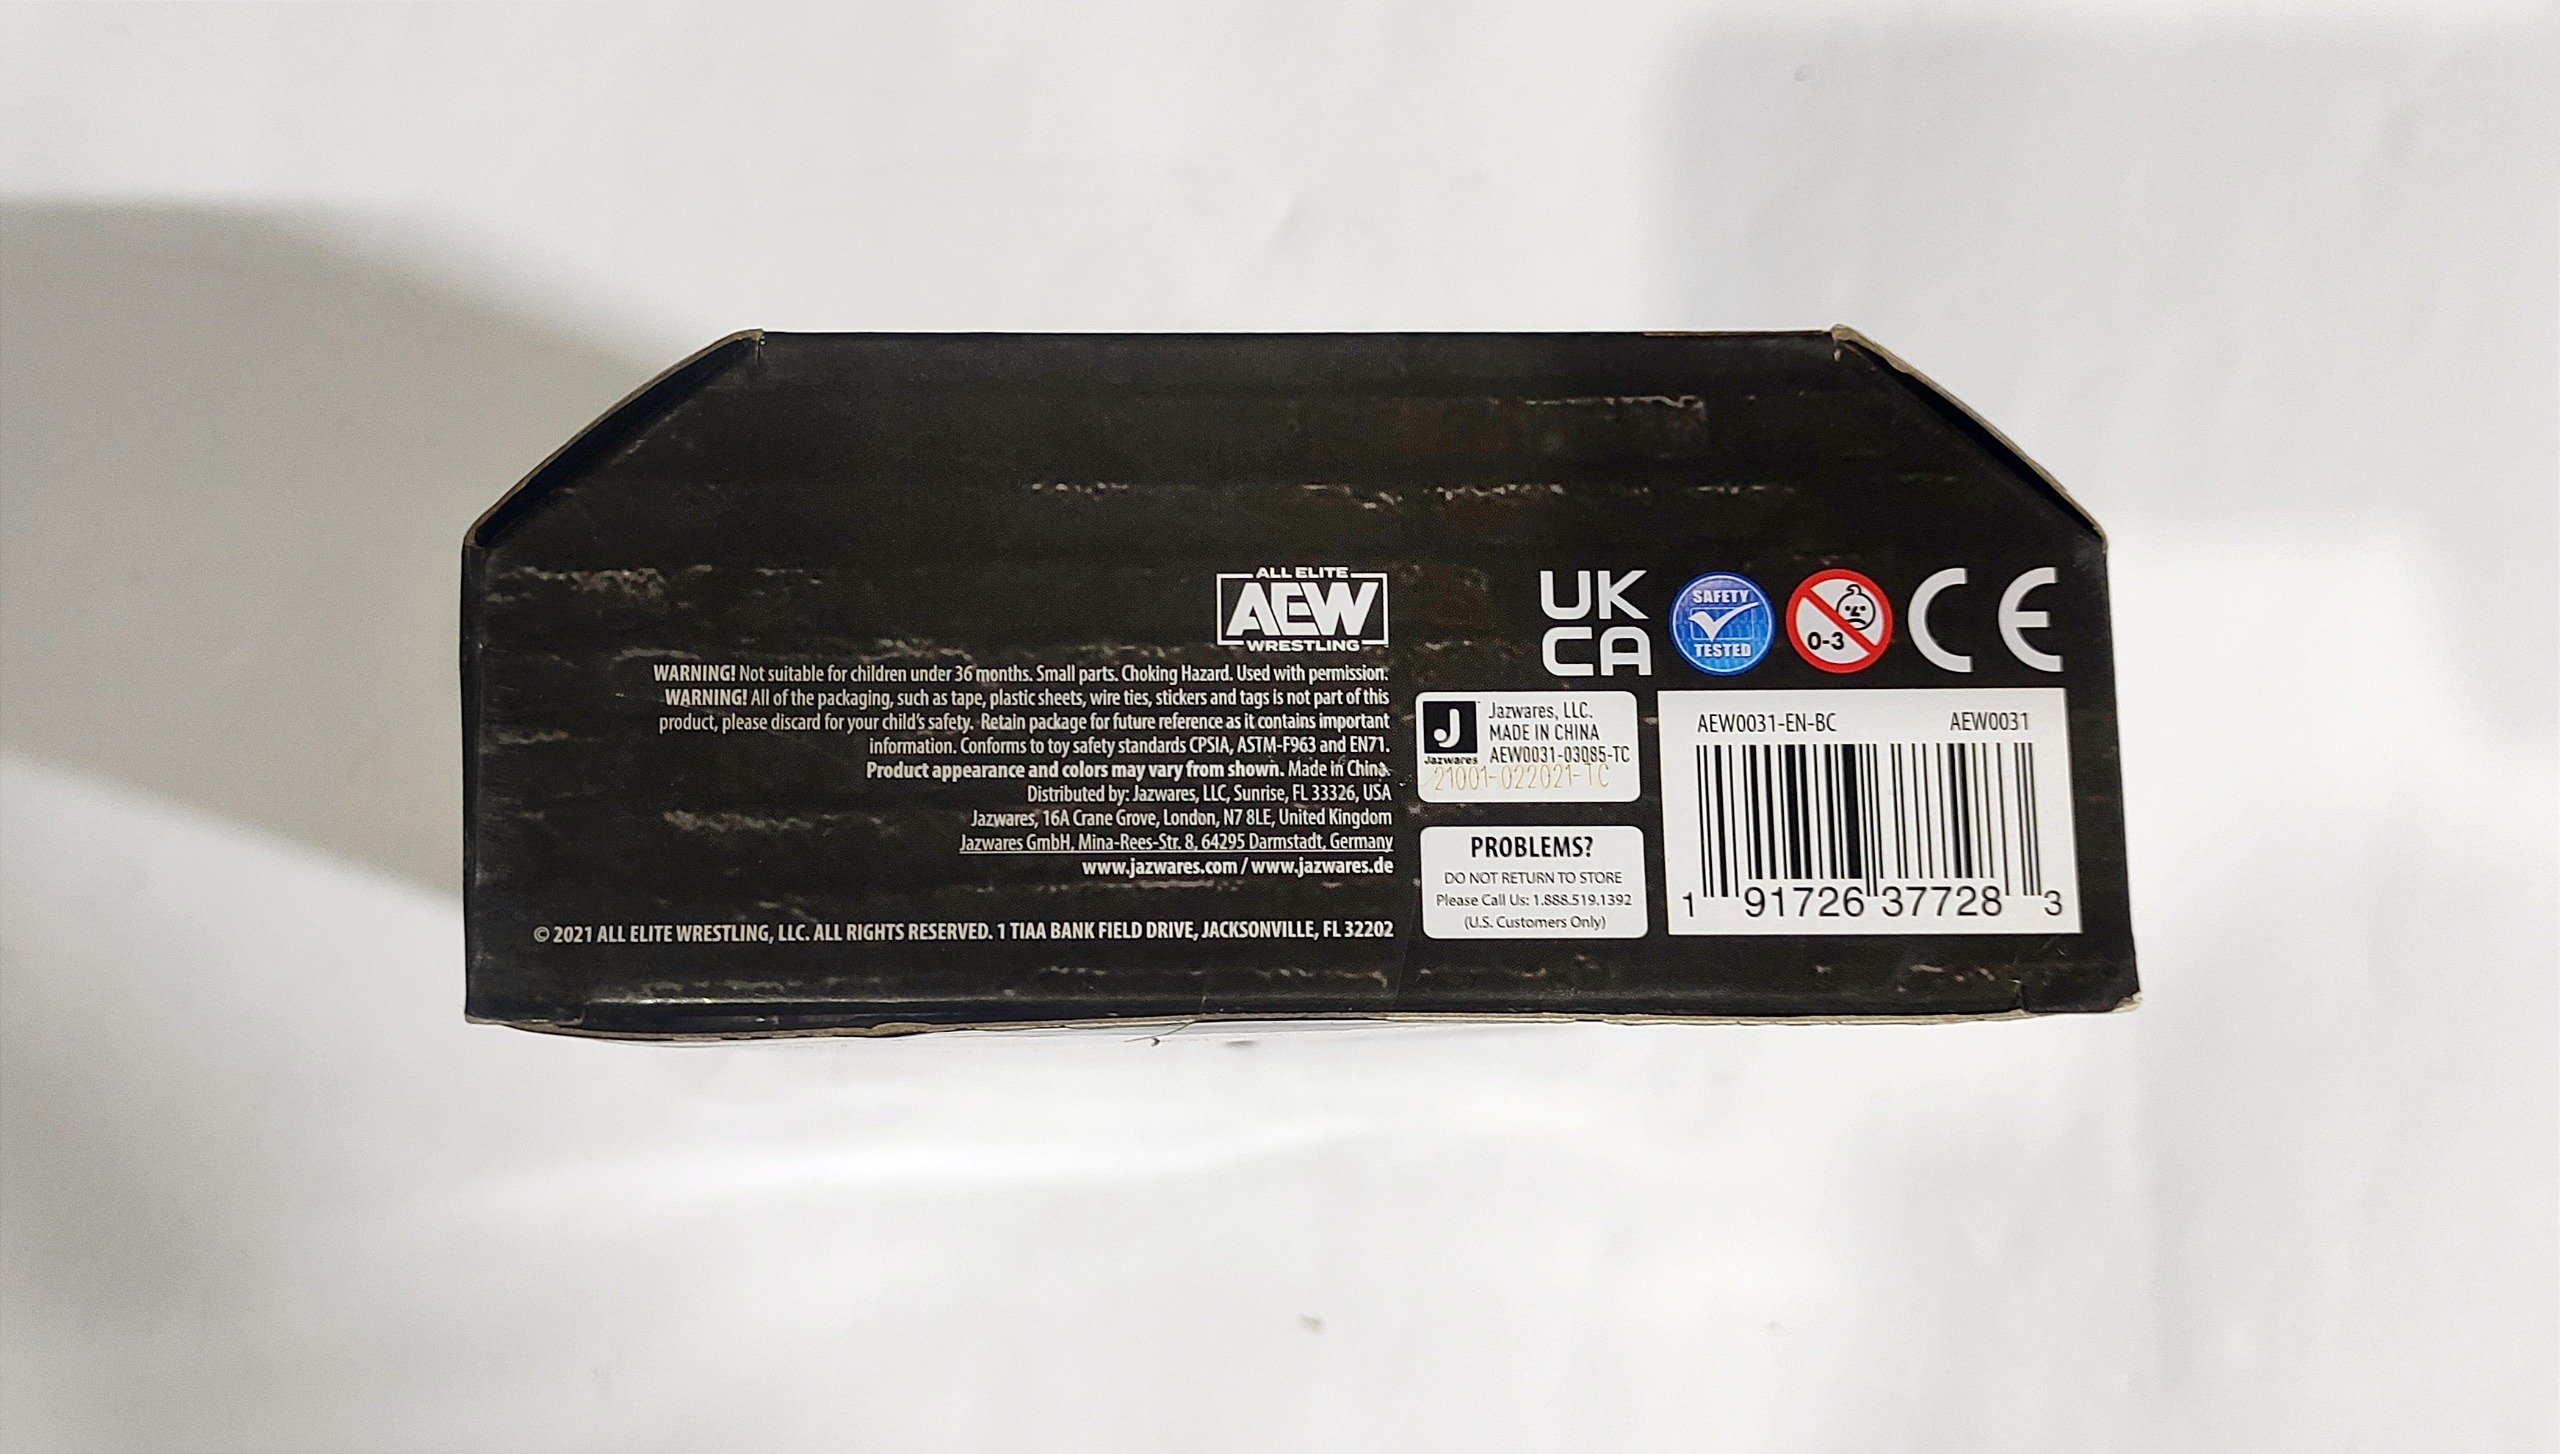 ALL ELITE
AEW
WRESTLING
WARNING! Not suitable for children under 36 months. Small parts. Choking Hazard. Used with permission.
WARNING! All of the packaging, such as tape, plastic sheets, wire ties, stickers and tags is not part of this
product, please discard for your child's safety. Retain package for future reference as it contains important
information. Conforms to toy safety standards CPSIA, ASTM-F963 and EN71.
Product appearance and colors may vary from shown. Made in China.
Distributed by: Jazwares, LLC, Sunrise, FL 33326, USA
Jazwares, 16A Crane Grove, London, N7 8LE, United Kingdom
Jazwares GmbH, Mina-Rees-Str. 8, 64295 Darmstadt, Germany
www.jazwares.com / www.jazwares.de
© 2021 ALL ELITE WRESTLING, LLC. ALL RIGHTS RESERVED. 1 TIAA BANK FIELD DRIVE, JACKSONVILLE, FL 32202
UK
CA
SAFETY
TESTED
0-3
CE
J
Jazwares
Jazwares, LLC.
MADE IN CHINA
AEW0031-03085-TC
21001-022021-TC
PROBLEMS?
DO NOT RETURN TO STORE
Please Call Us: 1.888.519.1392
(U.S. Customers Only)
AEW0031-EN-BC AEW0031
1 91726 37728 3